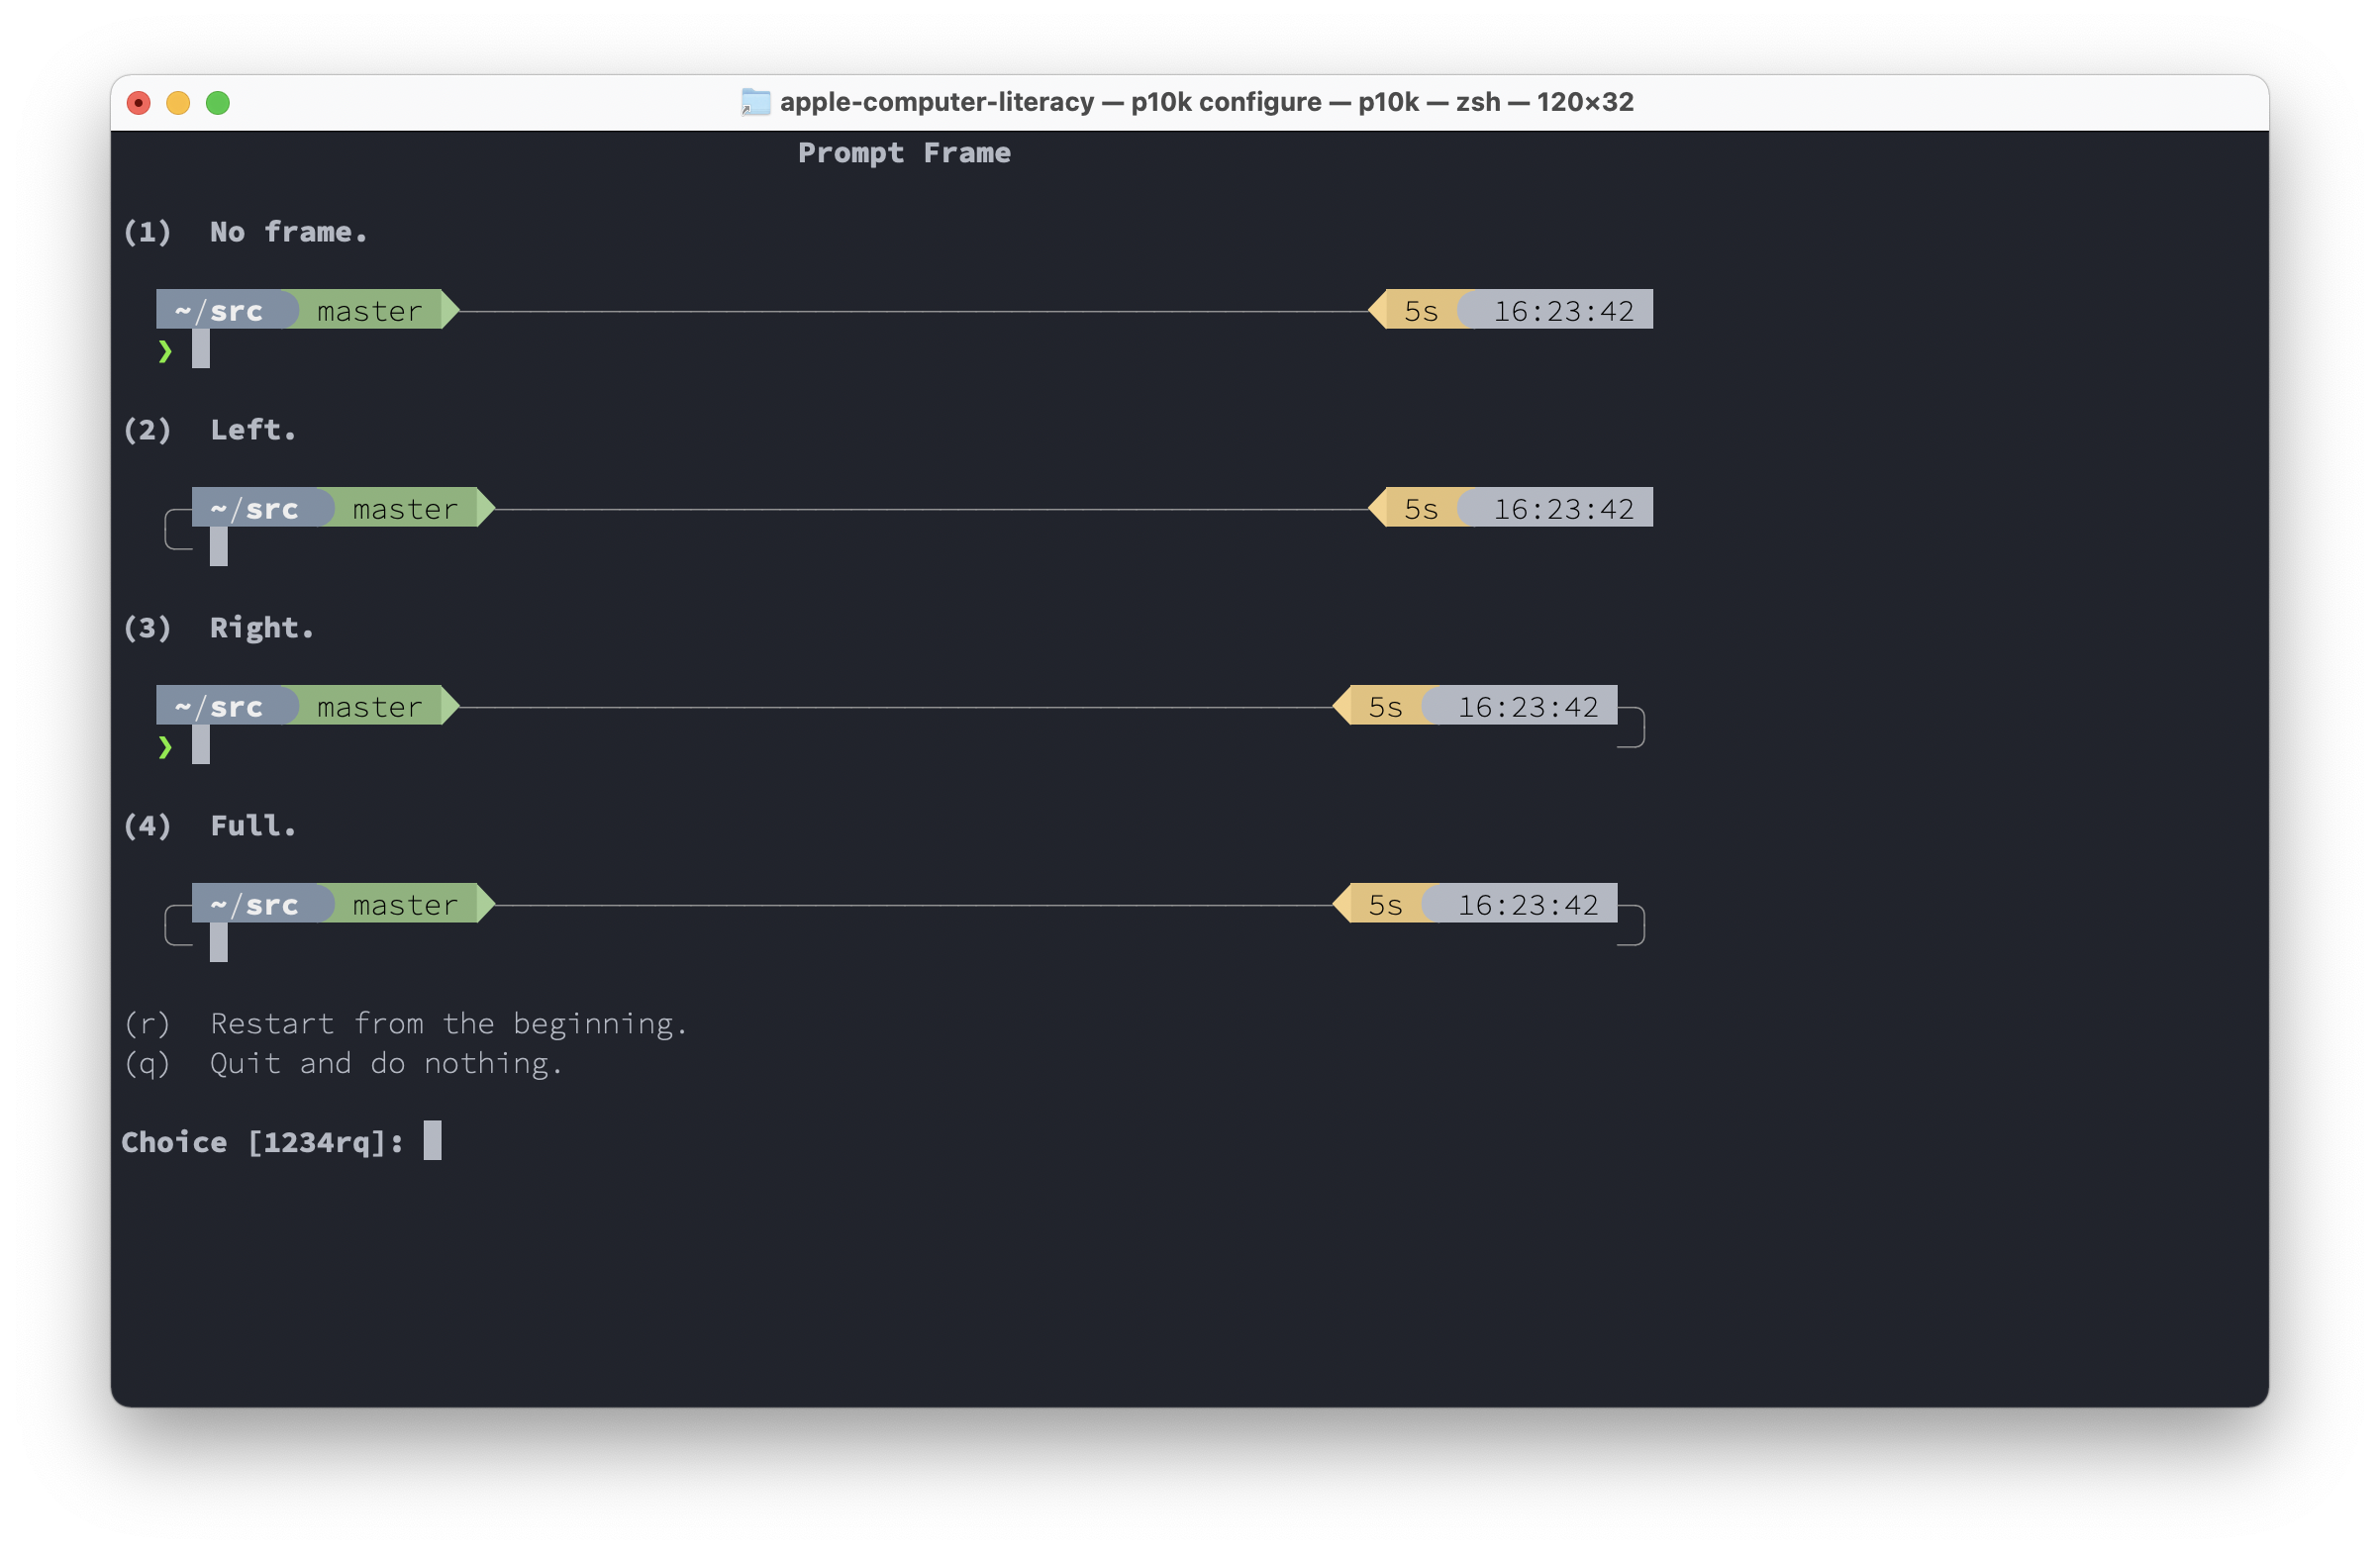 apple-computer-literacy — p10k configure — p10k — zsh — 120×32
Prompt Frame
(1)  No frame.
~/src  master  5s  16:23:42
❯
(2)  Left.
~/src  master  5s  16:23:42
(3)  Right.
~/src  master  5s  16:23:42
❯
(4)  Full.
~/src  master  5s  16:23:42
(r)  Restart from the beginning.
(q)  Quit and do nothing.
Choice [1234rq]: